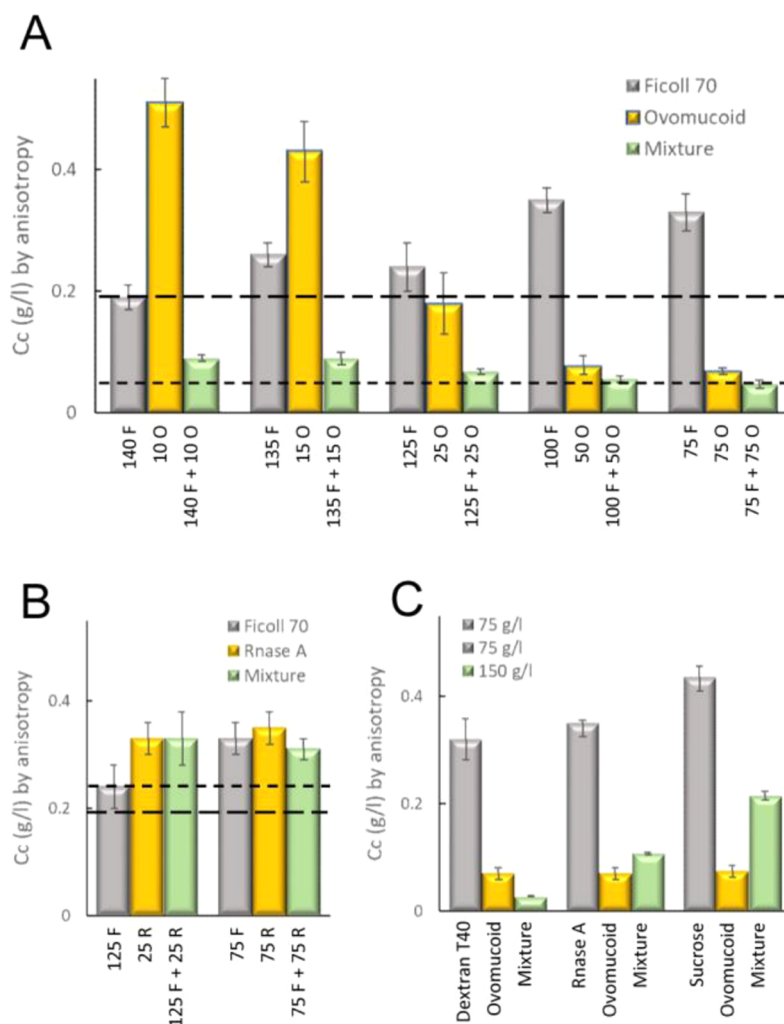 A
Cc (g/l) by anisotropy
Ficoll 70
Ovomucoid
Mixture
0.4
0.2
0
140 F
10 O
140 F + 10 O
135 F
15 O
135 F + 15 O
125 F
25 O
125 F + 25 O
100 F
50 O
100 F + 50 O
75 F
75 O
75 F + 75 O
B
Cc (g/l) by anisotropy
Ficoll 70
Rnase A
Mixture
0.4
0.2
0
125 F
25 R
125 F + 25 R
75 F
75 R
75 F + 75 R
C
Cc (g/l) by anisotropy
75 g/l
75 g/l
150 g/l
0.4
0.2
0
Dextran T40
Ovomucoid
Mixture
Rnase A
Ovomucoid
Mixture
Sucrose
Ovomucoid
Mixture